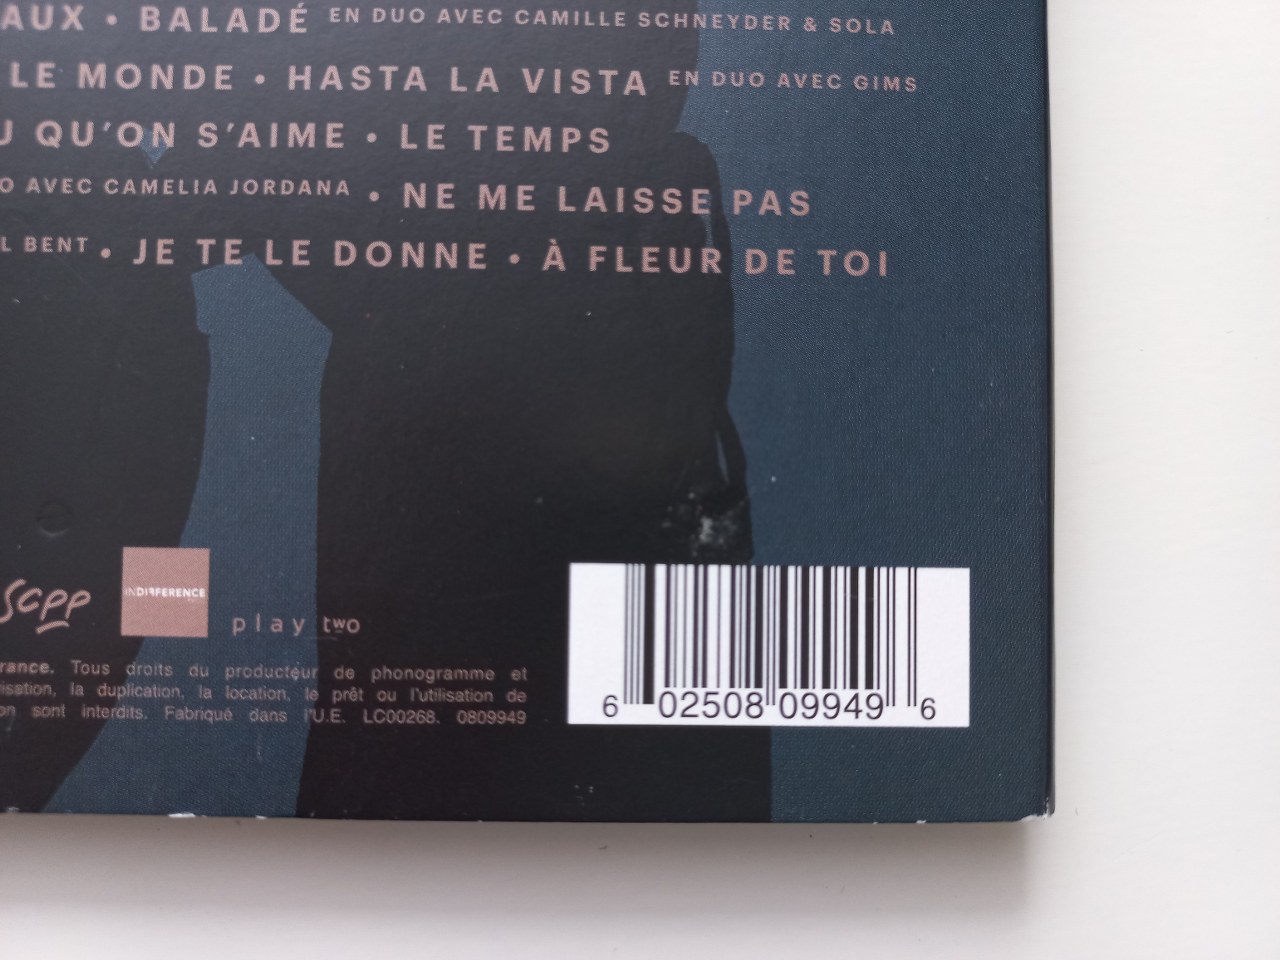 AUX • BALADÉ EN DUO AVEC CAMILLE SCHNEYDER & SOLA
LE MONDE • HASTA LA VISTA EN DUO AVEC GIMS
U QU'ON S'AIME • LE TEMPS
O AVEC CAMELIA JORDANA • NE ME LAISSE PAS
L BENT • JE TE LE DONNE • À FLEUR DE TOI
scpp
INDIFFERENCE
play two
rance. Tous droits du producteur de phonogramme et
lisation, la duplication, la location, le prêt ou l'utilisation de
on sont interdits. Fabriqué dans l'U.E. LC00268. 0809949
6 02508 09949 6